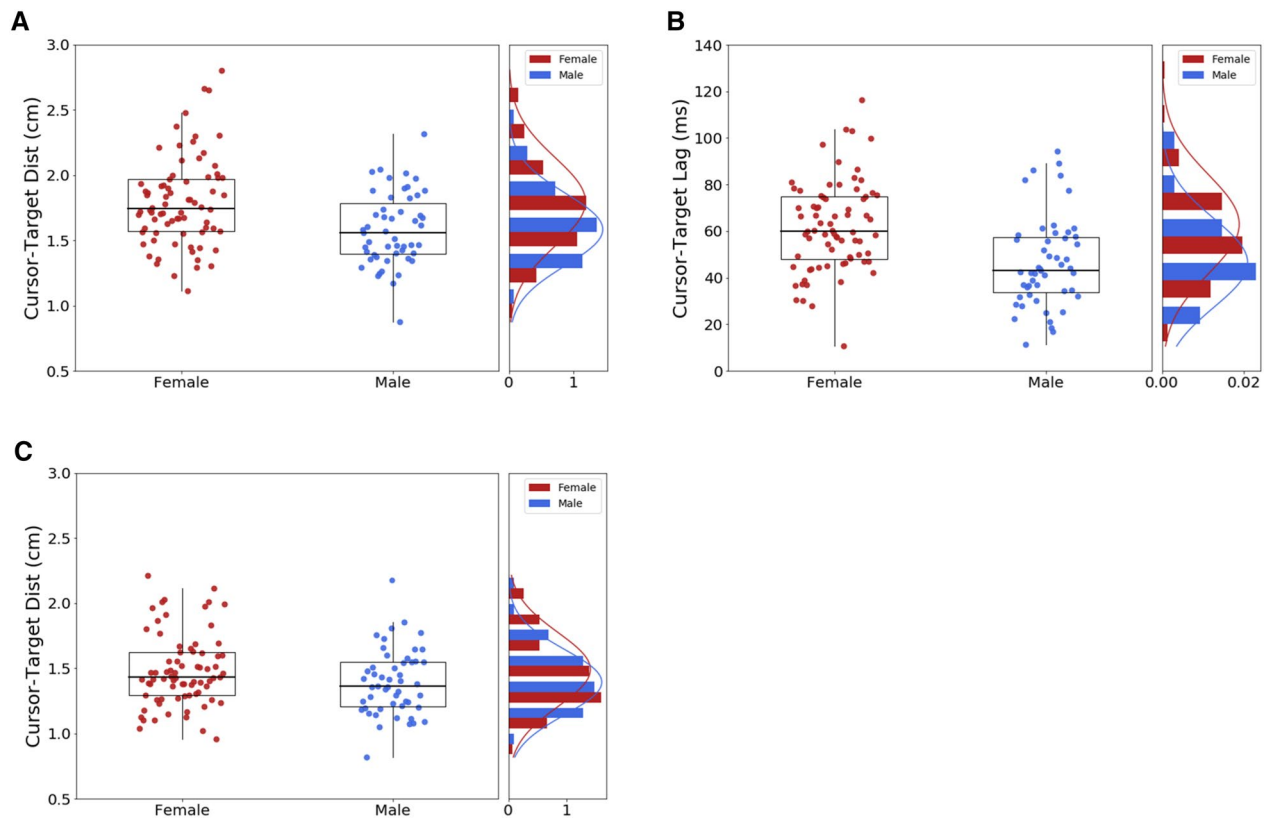 A
Cursor-Target Dist (cm)
3.0
2.5
2.0
1.5
1.0
0.5
Female
Male
Female
Male
0
1
B
Cursor-Target Lag (ms)
140
120
100
80
60
40
20
0
Female
Male
Female
Male
0.00
0.02
C
Cursor-Target Dist (cm)
3.0
2.5
2.0
1.5
1.0
0.5
Female
Male
Female
Male
0
1